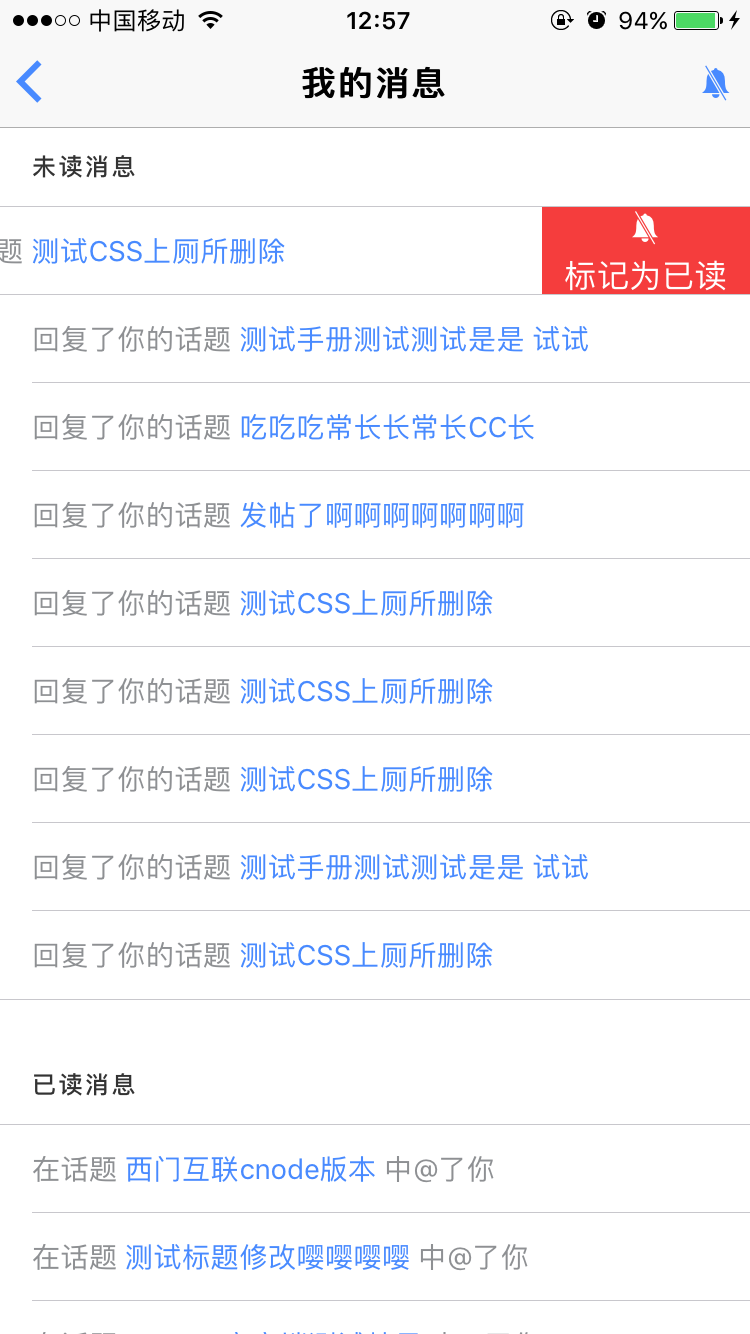 中国移动 12:57 94%
我的消息
未读消息
题 测试CSS上厕所删除
标记为已读
回复了你的话题 测试手册测试测试是是 试试
回复了你的话题 吃吃吃常长长常长CC长
回复了你的话题 发帖了啊啊啊啊啊啊啊
回复了你的话题 测试CSS上厕所删除
回复了你的话题 测试CSS上厕所删除
回复了你的话题 测试CSS上厕所删除
回复了你的话题 测试手册测试测试是是 试试
回复了你的话题 测试CSS上厕所删除
已读消息
在话题 西门互联cnode版本 中@了你
在话题 测试标题修改嘤嘤嘤嘤 中@了你